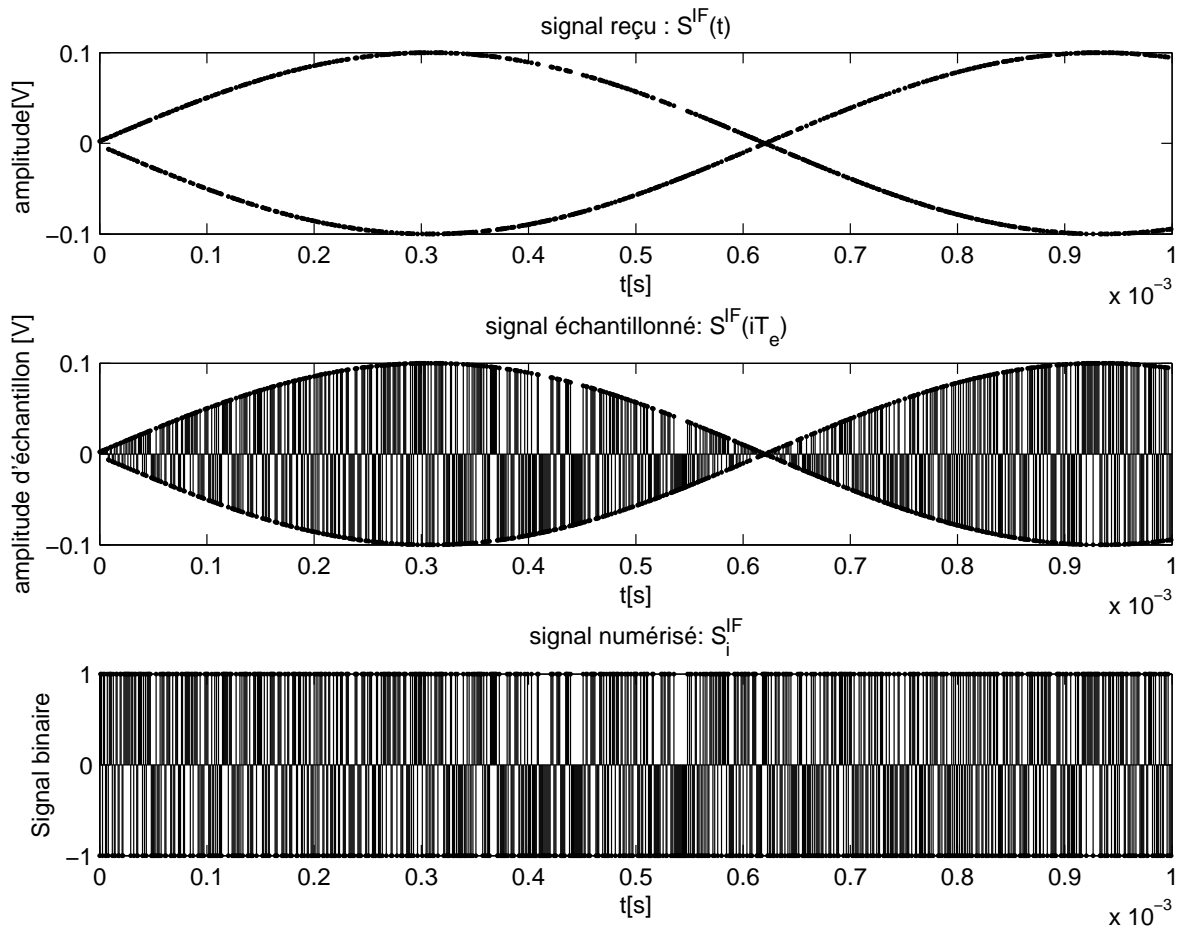 signal reçu : S^IF(t)
amplitude[V]
0.1
0
−0.1
0 0.1 0.2 0.3 0.4 0.5 0.6 0.7 0.8 0.9 1
t[s]
x 10^−3
signal échantillonné: S^IF(iT_e)
amplitude d'échantillon [V]
0.1
0
−0.1
0 0.1 0.2 0.3 0.4 0.5 0.6 0.7 0.8 0.9 1
t[s]
x 10^−3
signal numérisé: S_i^IF
Signal binaire
1
0
−1
0 0.1 0.2 0.3 0.4 0.5 0.6 0.7 0.8 0.9 1
t[s]
x 10^−3